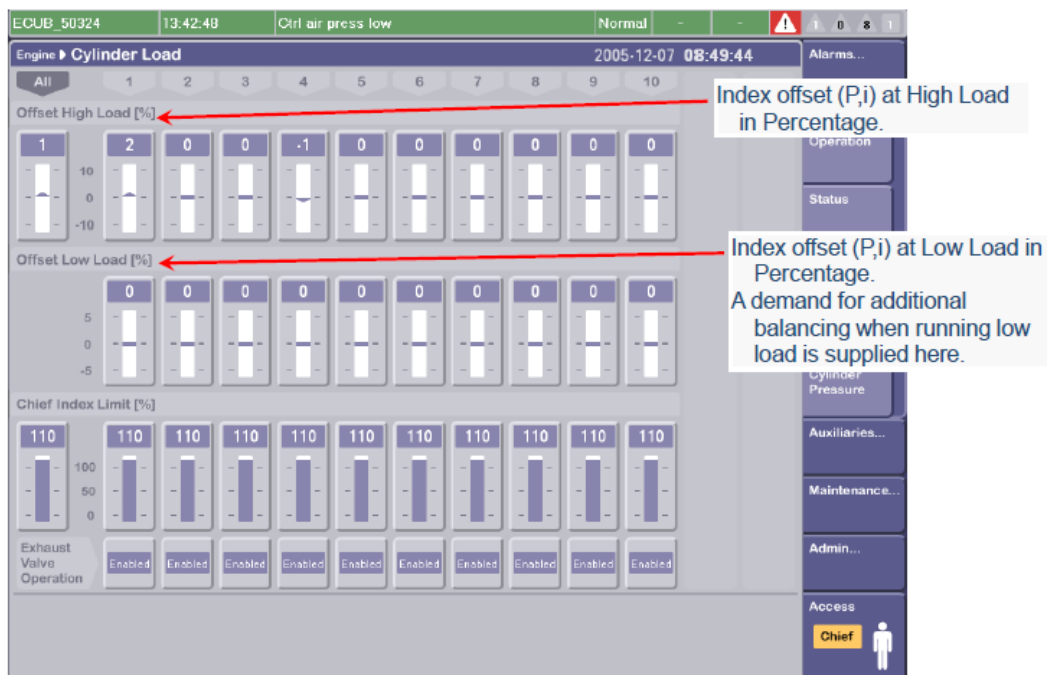 ECUB_50324 13:42:48 Ctrl air press low Normal - - 1 0 8 1
Engine Cylinder Load 2005-12-07 08:49:44 Alarms...
All 1 2 3 4 5 6 7 8 9 10
Index offset (P,i) at High Load
in Percentage.
Offset High Load [%]
Operation
1 2 0 0 -1 0 0 0 0 0 0
10
0
-10
Status
Offset Low Load [%]
Index offset (P,i) at Low Load in
Percentage.
A demand for additional
balancing when running low
load is supplied here.
0 0 0 0 0 0 0 0 0 0
5
0
-5
Cylinder
Pressure
Chief Index Limit [%]
110 110 110 110 110 110 110 110 110 110 110
100
50
0
Auxiliaries...
Maintenance...
Exhaust
Valve
Operation
Enabled Enabled Enabled Enabled Enabled Enabled Enabled Enabled Enabled Enabled
Admin...
Access
Chief